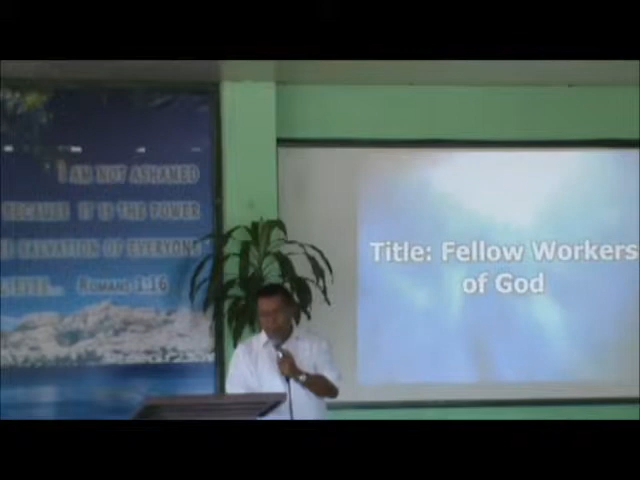 I AM NOT ASHAMED
BECAUSE IT IS THE POWER
SALVATION OF EVERYONE
ROMANS 1:16
Title: Fellow Workers
of God